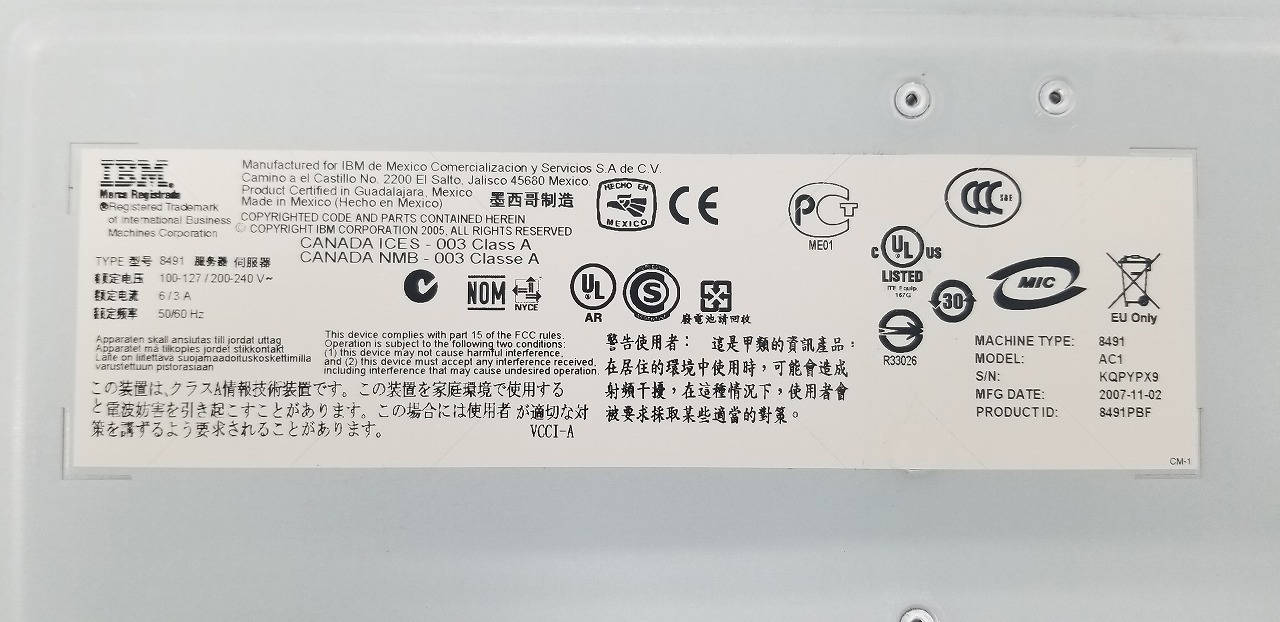 IBM.
Marca Registrada
®Registered Trademark
of International Business
Machines Corporation
Manufactured for IBM de Mexico Comercializacion y Servicios S.A de C.V.
Camino a el Castillo No. 2200 El Salto, Jalisco 45680 Mexico.
Product Certified in Guadalajara, Mexico
Made in Mexico (Hecho en Mexico)
墨西哥制造
COPYRIGHTED CODE AND PARTS CONTAINED HEREIN
© COPYRIGHT IBM CORPORATION 2005, ALL RIGHTS RESERVED
CANADA ICES - 003 Class A
CANADA NMB - 003 Classe A
HECHO EN
MEXICO
CE
PCT
ME01
CCC
S&E
TYPE 型号 8491 服务器 伺服器
额定电压 100-127 / 200-240 V~
额定电流 6 / 3 A
额定频率 50/60 Hz
NOM
NYCE
UL
AR
S
廢電池請回收
C UL US
LISTED
ITE Equip.
167G
30
R33026
MIC
EU Only
Apparaten skall anslutas till jordat uttag
Apparatet må tilkoples jordet stikkontakt
Laite on liitettävä suojamaadoituskoskettimilla
varustettuun pistorasiaan
This device complies with part 15 of the FCC rules.
Operation is subject to the following two conditions:
(1) this device may not cause harmful interference,
and (2) this device must accept any interference received,
including interference that may cause undesired operation.
この装置は、クラスA情報技術装置です。この装置を家庭環境で使用する
と電波妨害を引き起こすことがあります。この場合には使用者が適切な対
策を講ずるよう要求されることがあります。
VCCI-A
警告使用者： 這是甲類的資訊產品，
在居住的環境中使用時，可能會造成
射頻干擾，在這種情況下，使用者會
被要求採取某些適當的對策。
MACHINE TYPE: 8491
MODEL: AC1
S/N: KQPYPX9
MFG DATE: 2007-11-02
PRODUCT ID: 8491PBF
CM-1